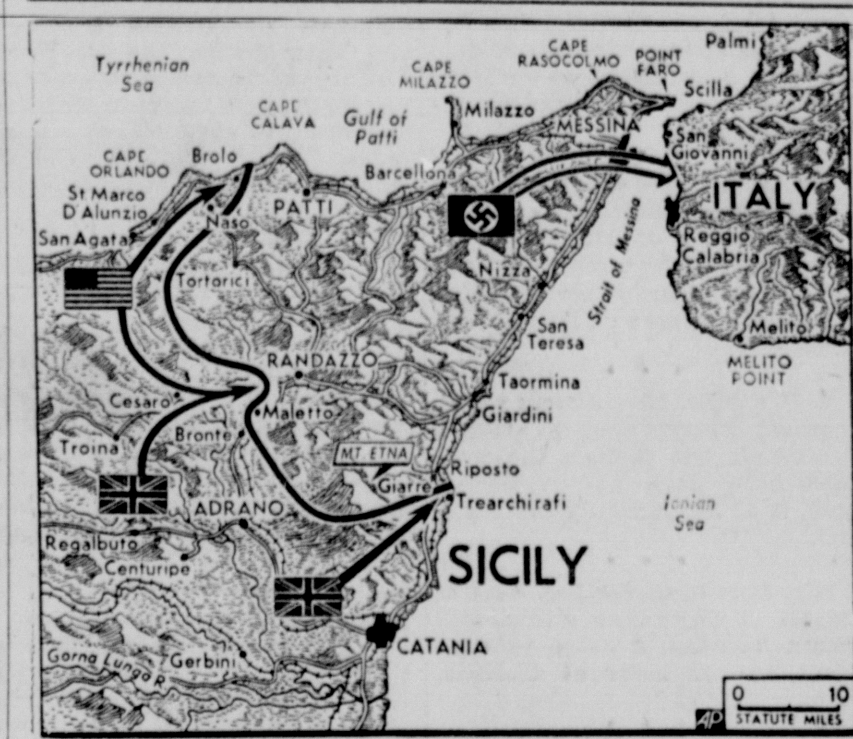 Tyrrhenian
Sea
CAPE
MILAZZO
CAPE
RASOCOLMO
POINT
FARO
Palmi
Scilla
CAPE
CALAVA
Gulf of
Patti
Milazzo
MESSINA
San
Giovanni
CAPE
ORLANDO
Brolo
Barcellona
St Marco
D'Alunzio
Naso
PATTI
ITALY
San Agata
Reggio
Calabria
Tortorici
Nizza
Strait of Messina
San
Teresa
Melito
MELITO
POINT
RANDAZZO
Taormina
Cesaro
Maletto
Giardini
Troina
Bronte
MT. ETNA
Riposto
Giarre
Trearchirafi
ADRANO
Ionian
Sea
Regalbuto
Centuripe
SICILY
CATANIA
Gorna Lunga R.
Gerbini
0 10
STATUTE MILES
AP